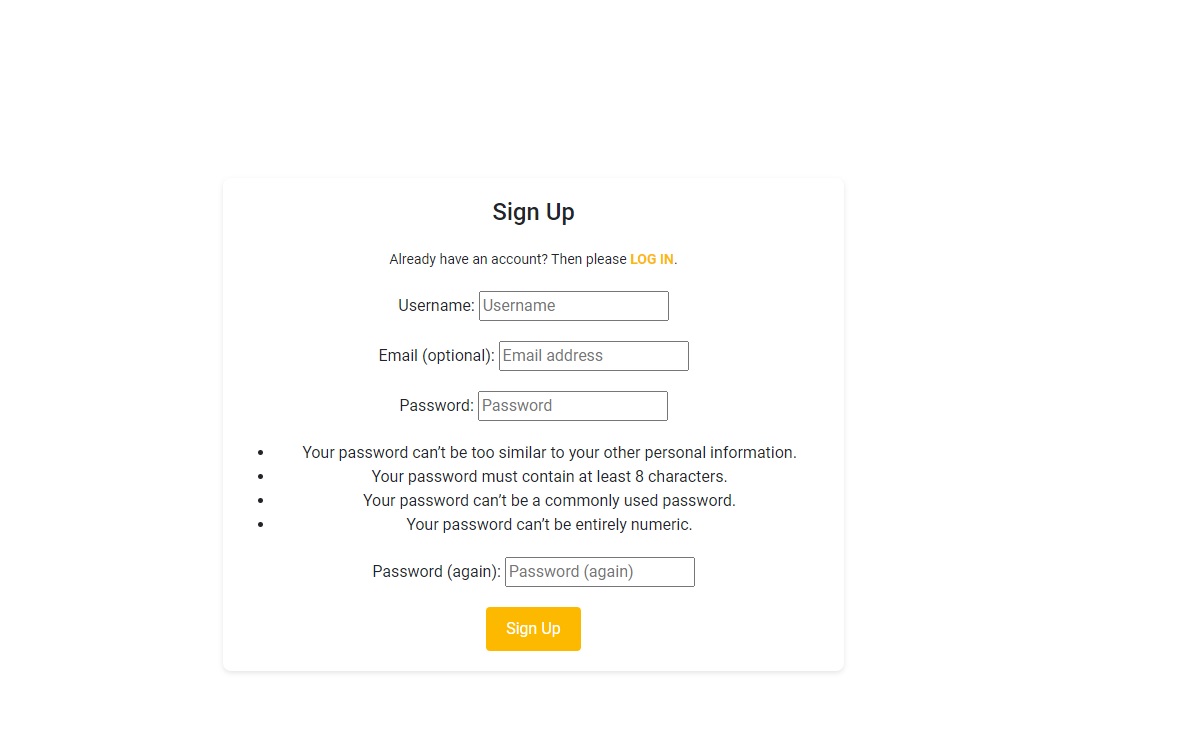 Sign Up
Already have an account? Then please LOG IN.
Username: Username
Email (optional): Email address
Password: Password
• Your password can’t be too similar to your other personal information.
• Your password must contain at least 8 characters.
• Your password can’t be a commonly used password.
• Your password can’t be entirely numeric.
Password (again): Password (again)
Sign Up